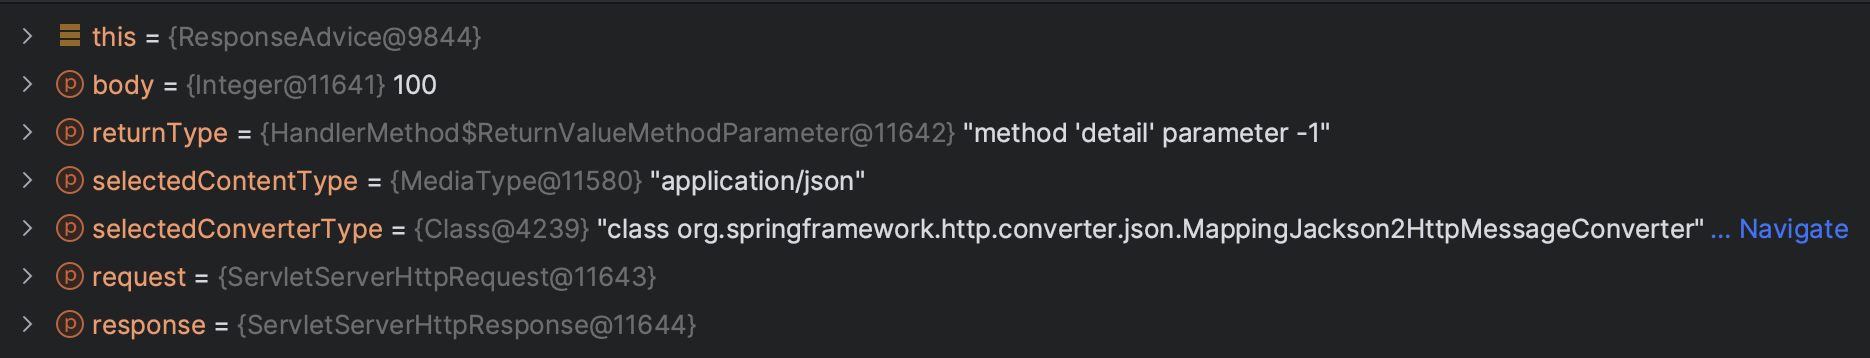 this = {ResponseAdvice@9844}
p body = {Integer@11641} 100
p returnType = {HandlerMethod$ReturnValueMethodParameter@11642} "method 'detail' parameter -1"
p selectedContentType = {MediaType@11580} "application/json"
p selectedConverterType = {Class@4239} "class org.springframework.http.converter.json.MappingJackson2HttpMessageConverter" ... Navigate
p request = {ServletServerHttpRequest@11643}
p response = {ServletServerHttpResponse@11644}